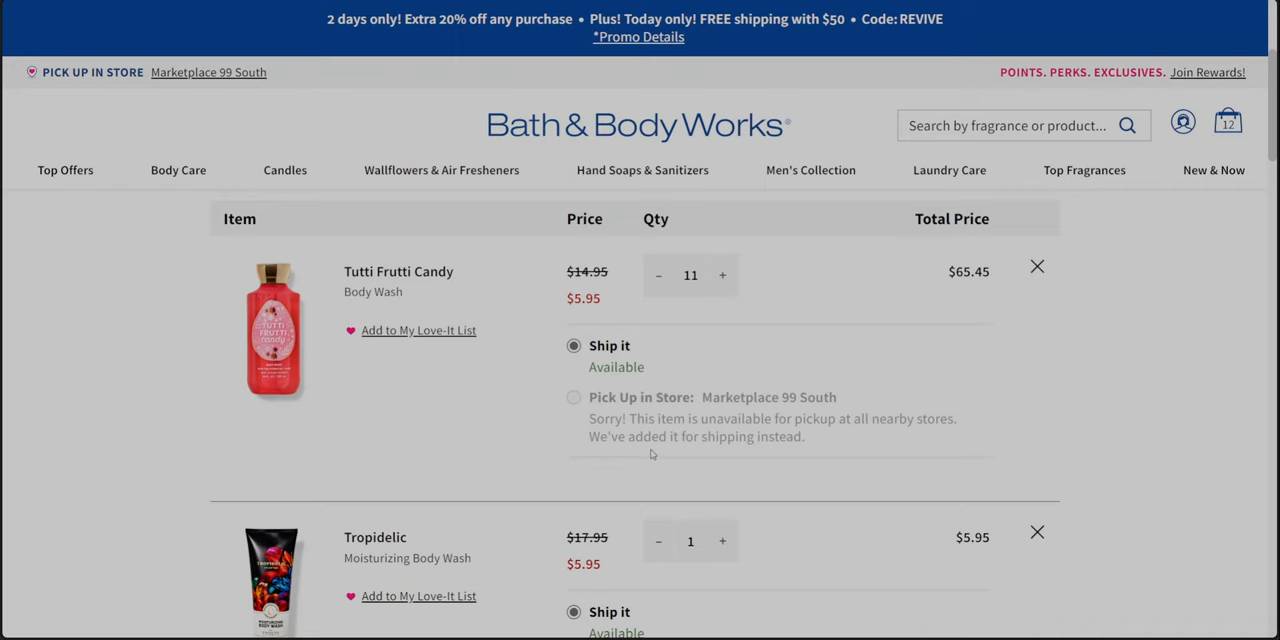 2 days only! Extra 20% off any purchase • Plus! Today only! FREE shipping with $50 • Code: REVIVE
*Promo Details
PICK UP IN STORE Marketplace 99 South
POINTS. PERKS. EXCLUSIVES. Join Rewards!
Bath & Body Works®
Search by fragrance or product...
12
Top Offers Body Care Candles Wallflowers & Air Fresheners Hand Soaps & Sanitizers Men's Collection Laundry Care Top Fragrances New & Now
Item Price Qty Total Price
Tutti Frutti Candy $14.95 - 11 + $65.45
Body Wash $5.95
TUTTI
FRUTTI
candy
Add to My Love-It List
Ship it
Available
Pick Up in Store: Marketplace 99 South
Sorry! This item is unavailable for pickup at all nearby stores.
We've added it for shipping instead.
Tropidelic $17.95 - 1 + $5.95
Moisturizing Body Wash $5.95
TROPIDELIC
Add to My Love-It List
Ship it
Available